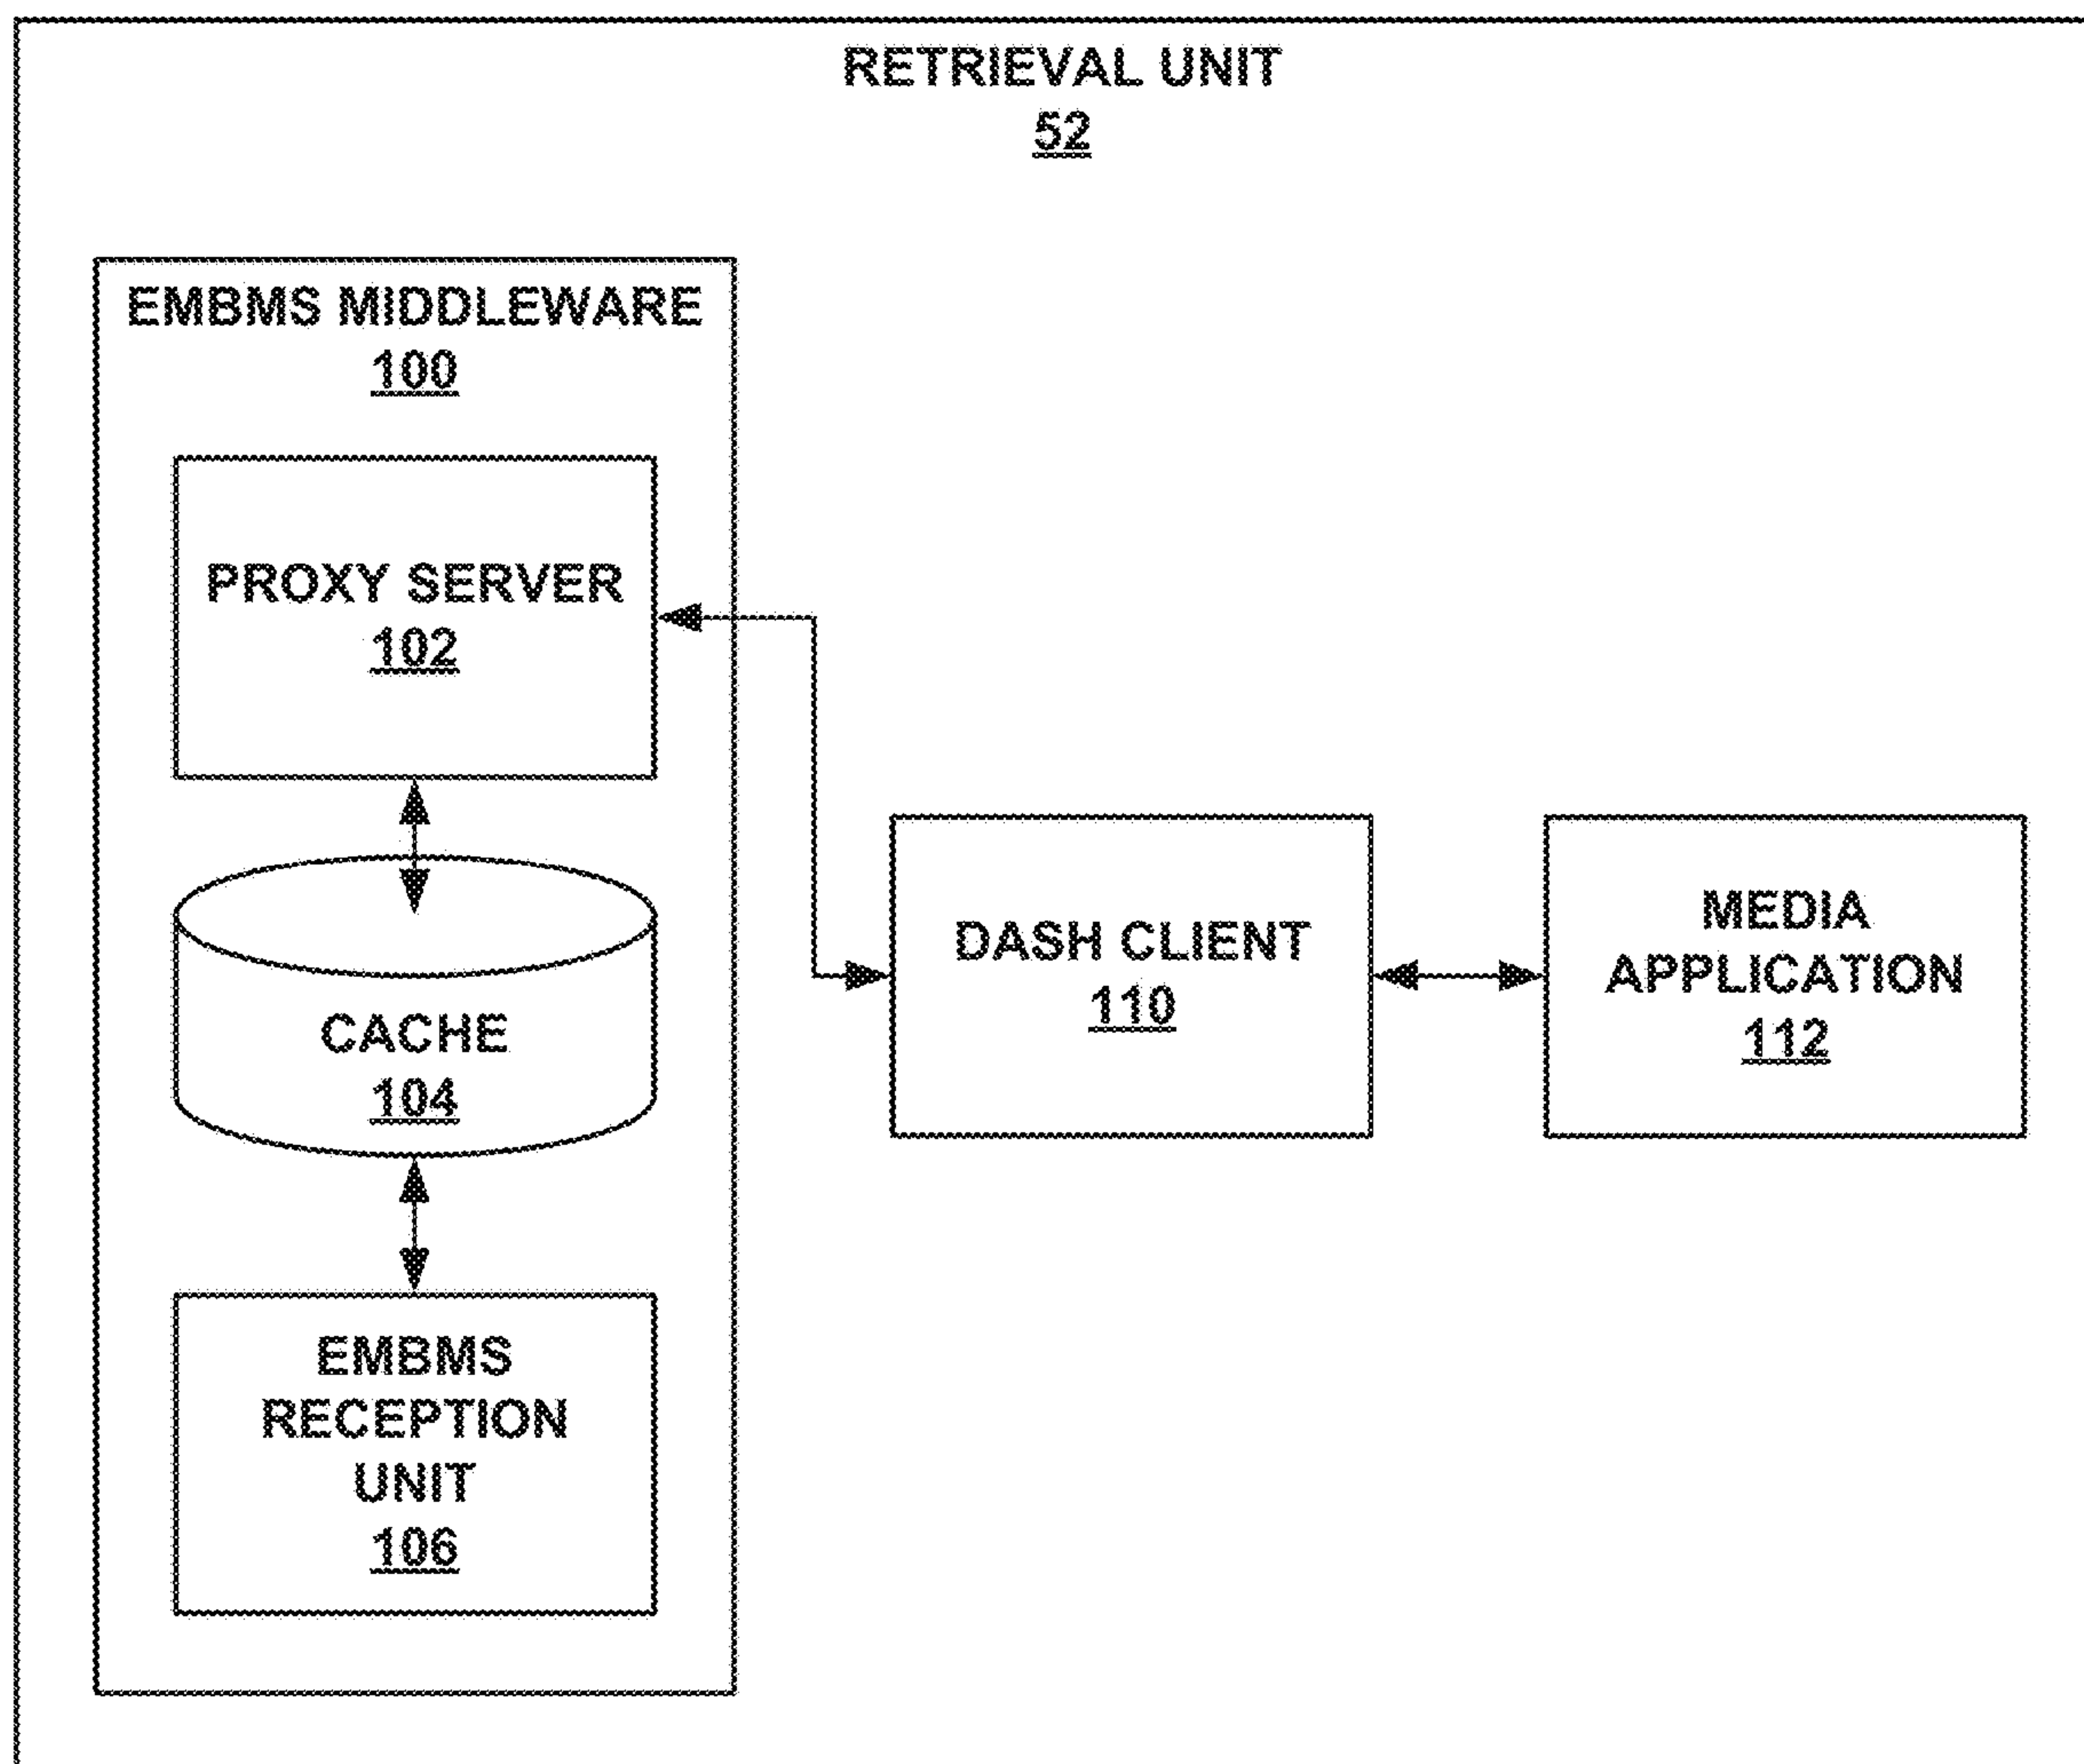 RETRIEVAL UNIT
52
EMBMS MIDDLEWARE
100
PROXY SERVER
102
CACHE
104
EMBMS
RECEPTION
UNIT
106
DASH CLIENT
110
MEDIA
APPLICATION
112